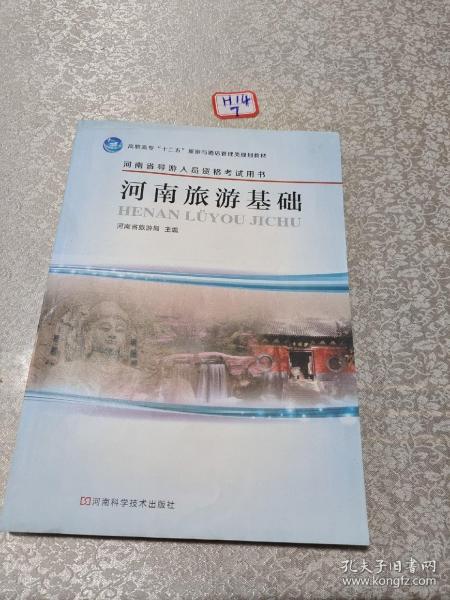 H14
7
高职高专“十二五”旅游与酒店管理类规划教材
河南省导游人员资格考试用书
河南旅游基础
HENAN LÜYOU JICHU
河南省旅游局 主编
河南科学技术出版社
孔夫子旧书网
www.kongfz.com